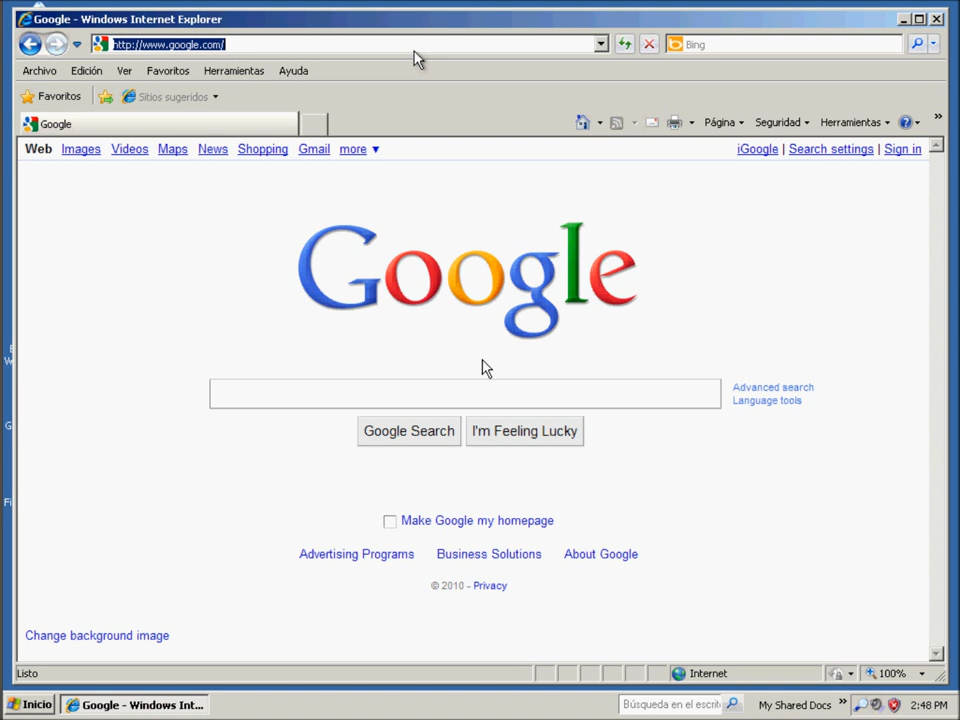 Google - Windows Internet Explorer
http://www.google.com/
Bing
Archivo Edición Ver Favoritos Herramientas Ayuda
Favoritos Sitios sugeridos
Google Página Seguridad Herramientas
Web Images Videos Maps News Shopping Gmail more ▼ iGoogle | Search settings | Sign in
Google
Advanced search
Language tools
Google Search I'm Feeling Lucky
Make Google my homepage
Advertising Programs Business Solutions About Google
© 2010 - Privacy
Change background image
Listo Internet 100%
Inicio Google - Windows Int... Búsqueda en el escrit My Shared Docs 2:48 PM